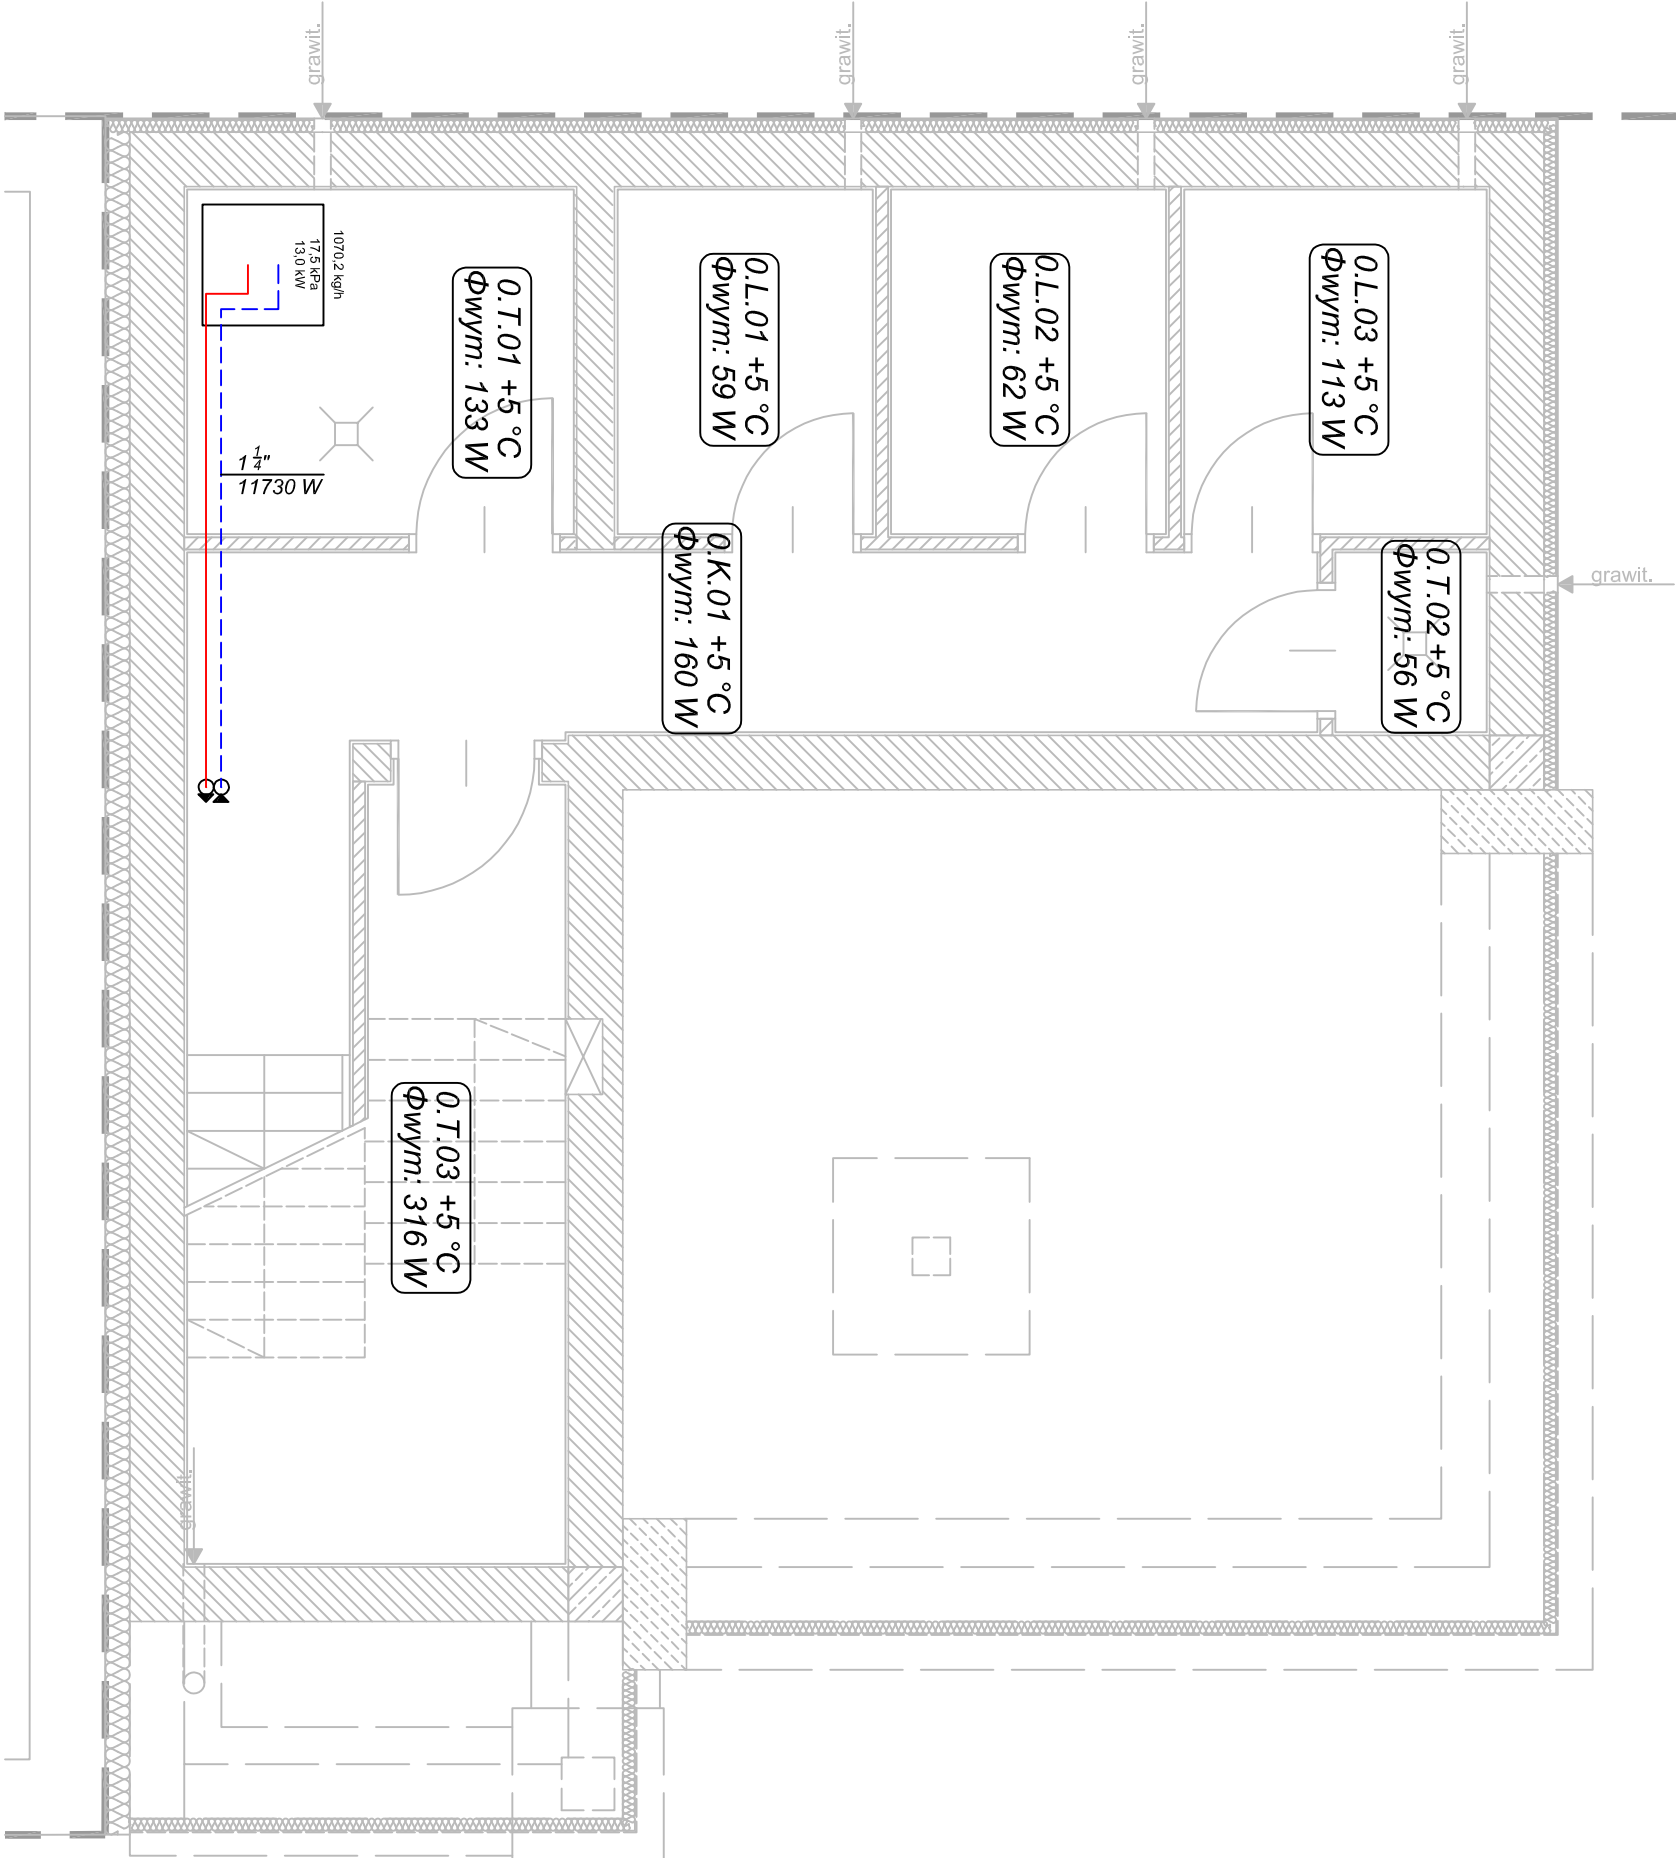 grawit.
grawit.
grawit.
grawit.
1070,2 kg/h
17,5 kPa
13,0 kW
0.T.01 +5 °C
Φwym: 133 W
0.L.01 +5 °C
Φwym: 59 W
0.L.02 +5 °C
Φwym: 62 W
0.L.03 +5 °C
Φwym: 113 W
1 1/4"
11730 W
0.K.01 +5 °C
Φwym: 160 W
0.T.02 +5 °C
Φwym: 56 W
grawit.
0.T.03 +5 °C
Φwym: 316 W
grawit.